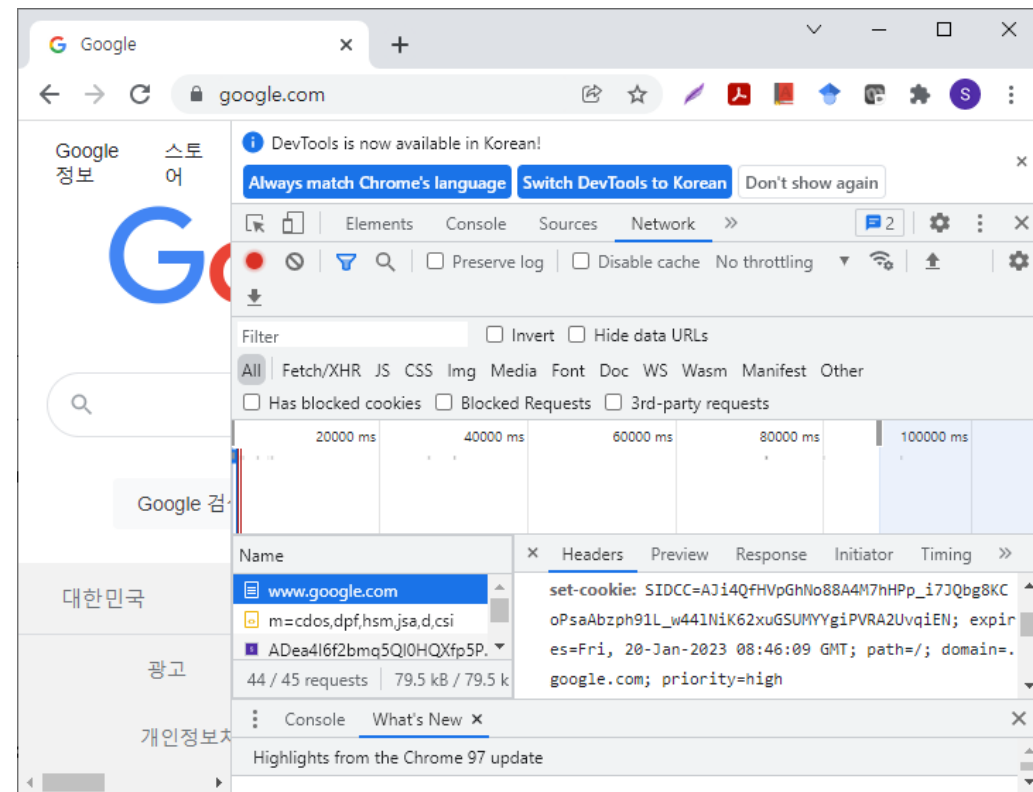 Google
google.com
S
Google
정보
스토
어
Go
Google 검
대한민국
광고
개인정보
DevTools is now available in Korean!
Always match Chrome's language
Switch DevTools to Korean
Don't show again
Elements
Console
Sources
Network
2
Preserve log
Disable cache
No throttling
Filter
Invert
Hide data URLs
All
Fetch/XHR
JS
CSS
Img
Media
Font
Doc
WS
Wasm
Manifest
Other
Has blocked cookies
Blocked Requests
3rd-party requests
20000 ms
40000 ms
60000 ms
80000 ms
100000 ms
Name
www.google.com
m=cdos,dpf,hsm,jsa,d,csi
ADea4I6f2bmq5QI0HQXfp5P.
44 / 45 requests
79.5 kB / 79.5 k
Headers
Preview
Response
Initiator
Timing
set-cookie: SIDCC=AJi4QfHVpGhNo88A4M7hHPp_i7JQbg8KC
oPsaAbzph91L_w441NiK62xuGSUMYYgiPVRA2UvqiEN; expir
es=Fri, 20-Jan-2023 08:46:09 GMT; path=/; domain=.
google.com; priority=high
Console
What's New
Highlights from the Chrome 97 update